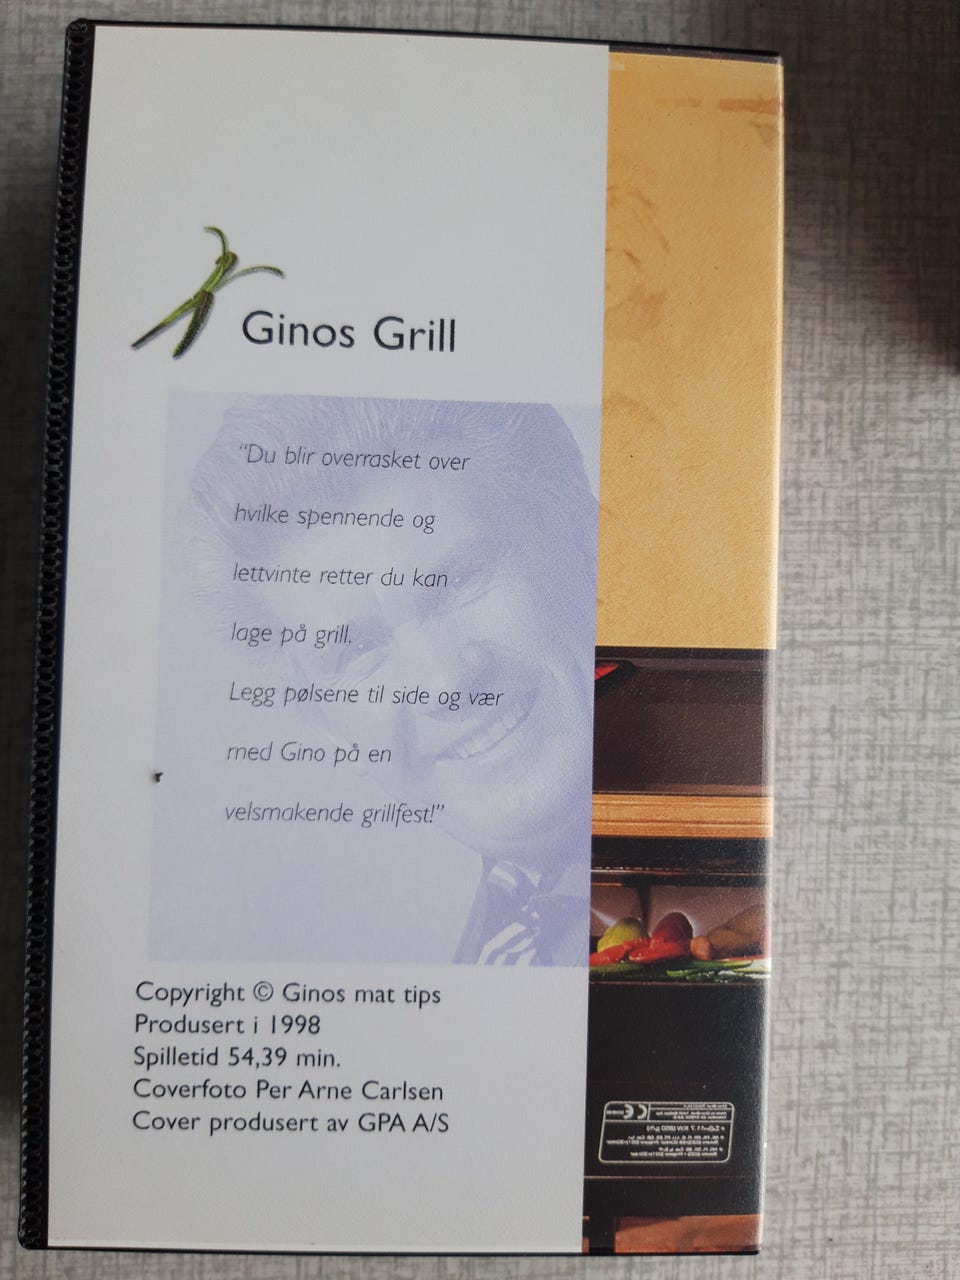 Ginos Grill
"Du blir overrasket over
hvilke spennende og
lettvinte retter du kan
lage på grill.
Legg pølsene til side og vær
med Gino på en
velsmakende grillfest!"
Copyright © Ginos mat tips
Produsert i 1998
Spilletid 54,39 min.
Coverfoto Per Arne Carlsen
Cover produsert av GPA A/S
CE